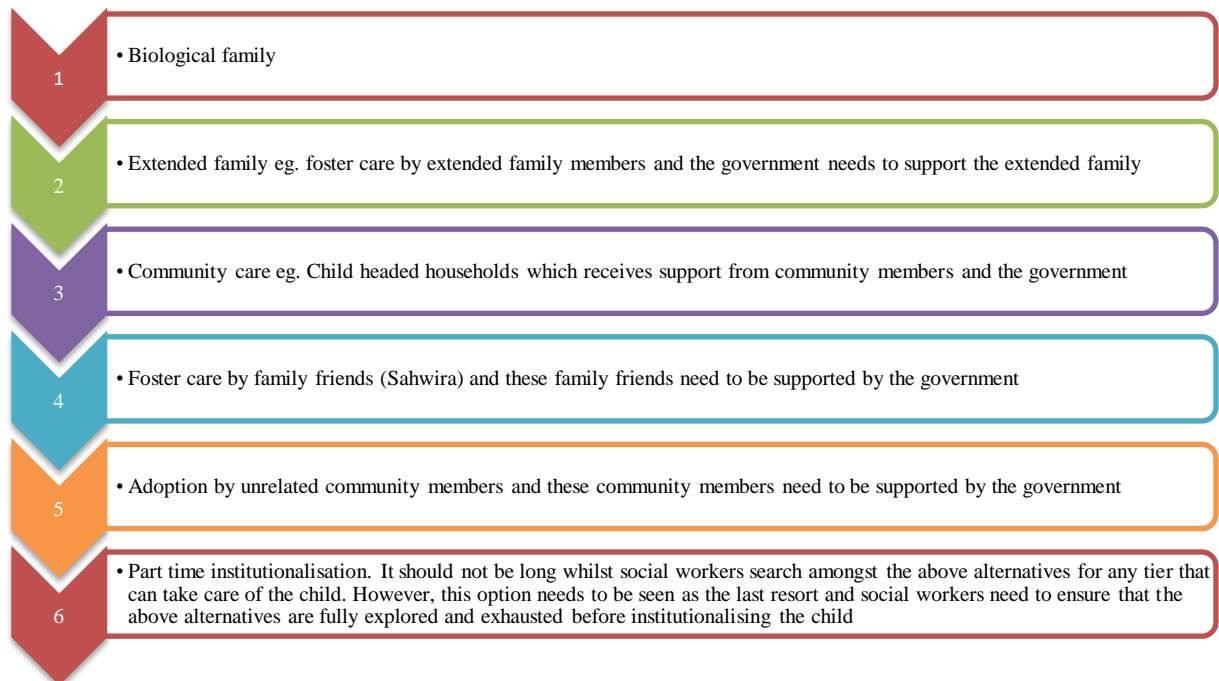 1
• Biological family
2
• Extended family eg. foster care by extended family members and the government needs to support the extended family
3
• Community care eg. Child headed households which receives support from community members and the government
4
• Foster care by family friends (Sahwira) and these family friends need to be supported by the government
5
• Adoption by unrelated community members and these community members need to be supported by the government
6
• Part time institutionalisation. It should not be long whilst social workers search amongst the above alternatives for any tier that
can take care of the child. However, this option needs to be seen as the last resort and social workers need to ensure that the
above alternatives are fully explored and exhausted before institutionalising the child